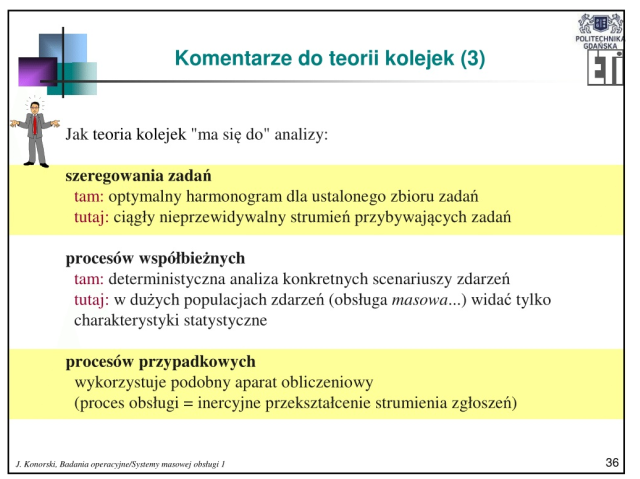 POLITECHNIKA
GDAŃSKA
ETI
Komentarze do teorii kolejek (3)
Jak teoria kolejek "ma się do" analizy:
szeregowania zadań
tam: optymalny harmonogram dla ustalonego zbioru zadań
tutaj: ciągły nieprzewidywalny strumień przybywających zadań
procesów współbieżnych
tam: deterministyczna analiza konkretnych scenariuszy zdarzeń
tutaj: w dużych populacjach zdarzeń (obsługa masowa...) widać tylko
charakterystyki statystyczne
procesów przypadkowych
wykorzystuje podobny aparat obliczeniowy
(proces obsługi = inercyjne przekształcenie strumienia zgłoszeń)
J. Konorski, Badania operacyjne/Systemy masowej obsługi 1
36